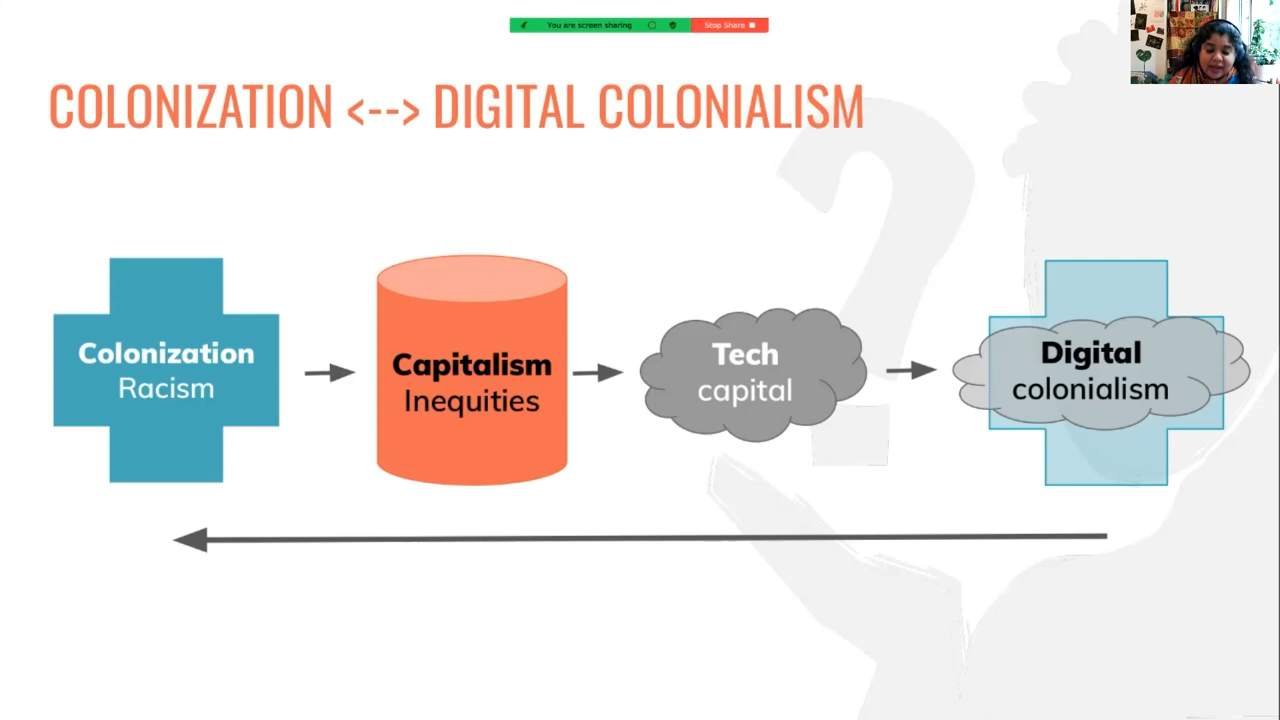 You are screen sharing
Stop Share
COLONIZATION <--> DIGITAL COLONIALISM
Colonization
Racism
Capitalism
Inequities
Tech
capital
Digital
colonialism
?